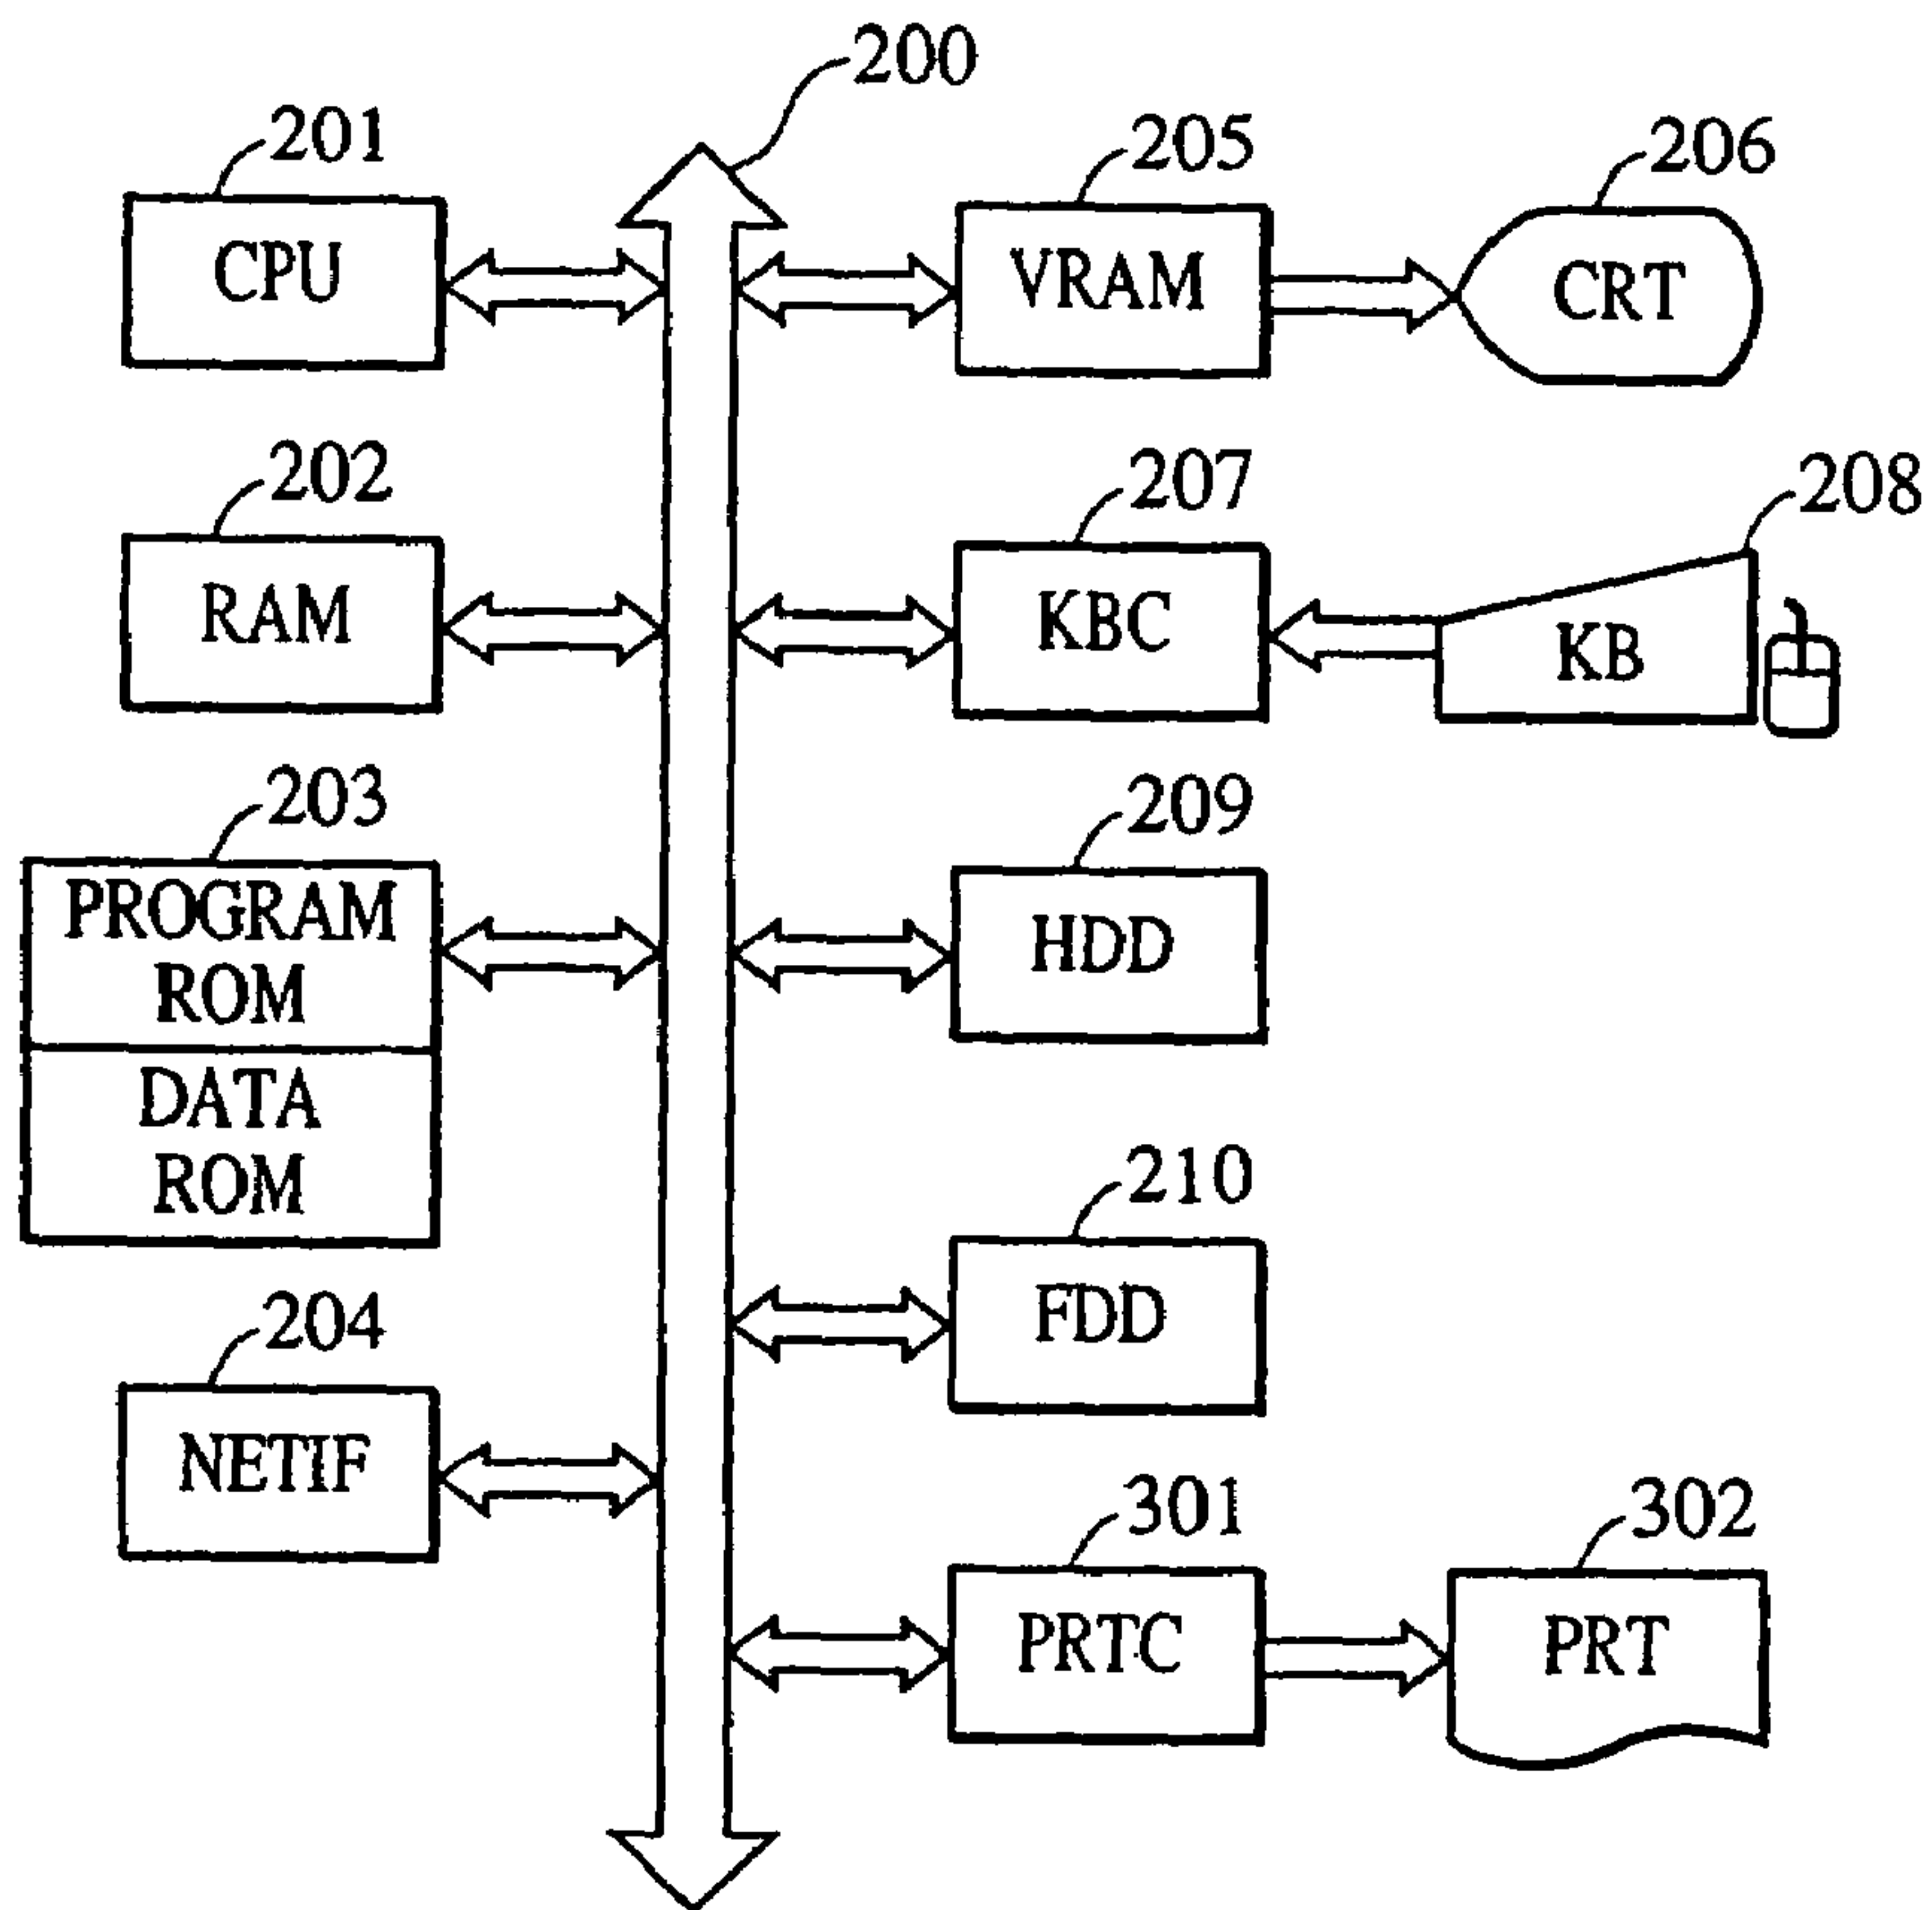 200
201
CPU
205
VRAM
206
CRT
202
RAM
207
KBC
208
KB
203
PROGRAM
ROM
DATA
ROM
209
HDD
210
FDD
204
NETIF
301
PRTC
302
PRT